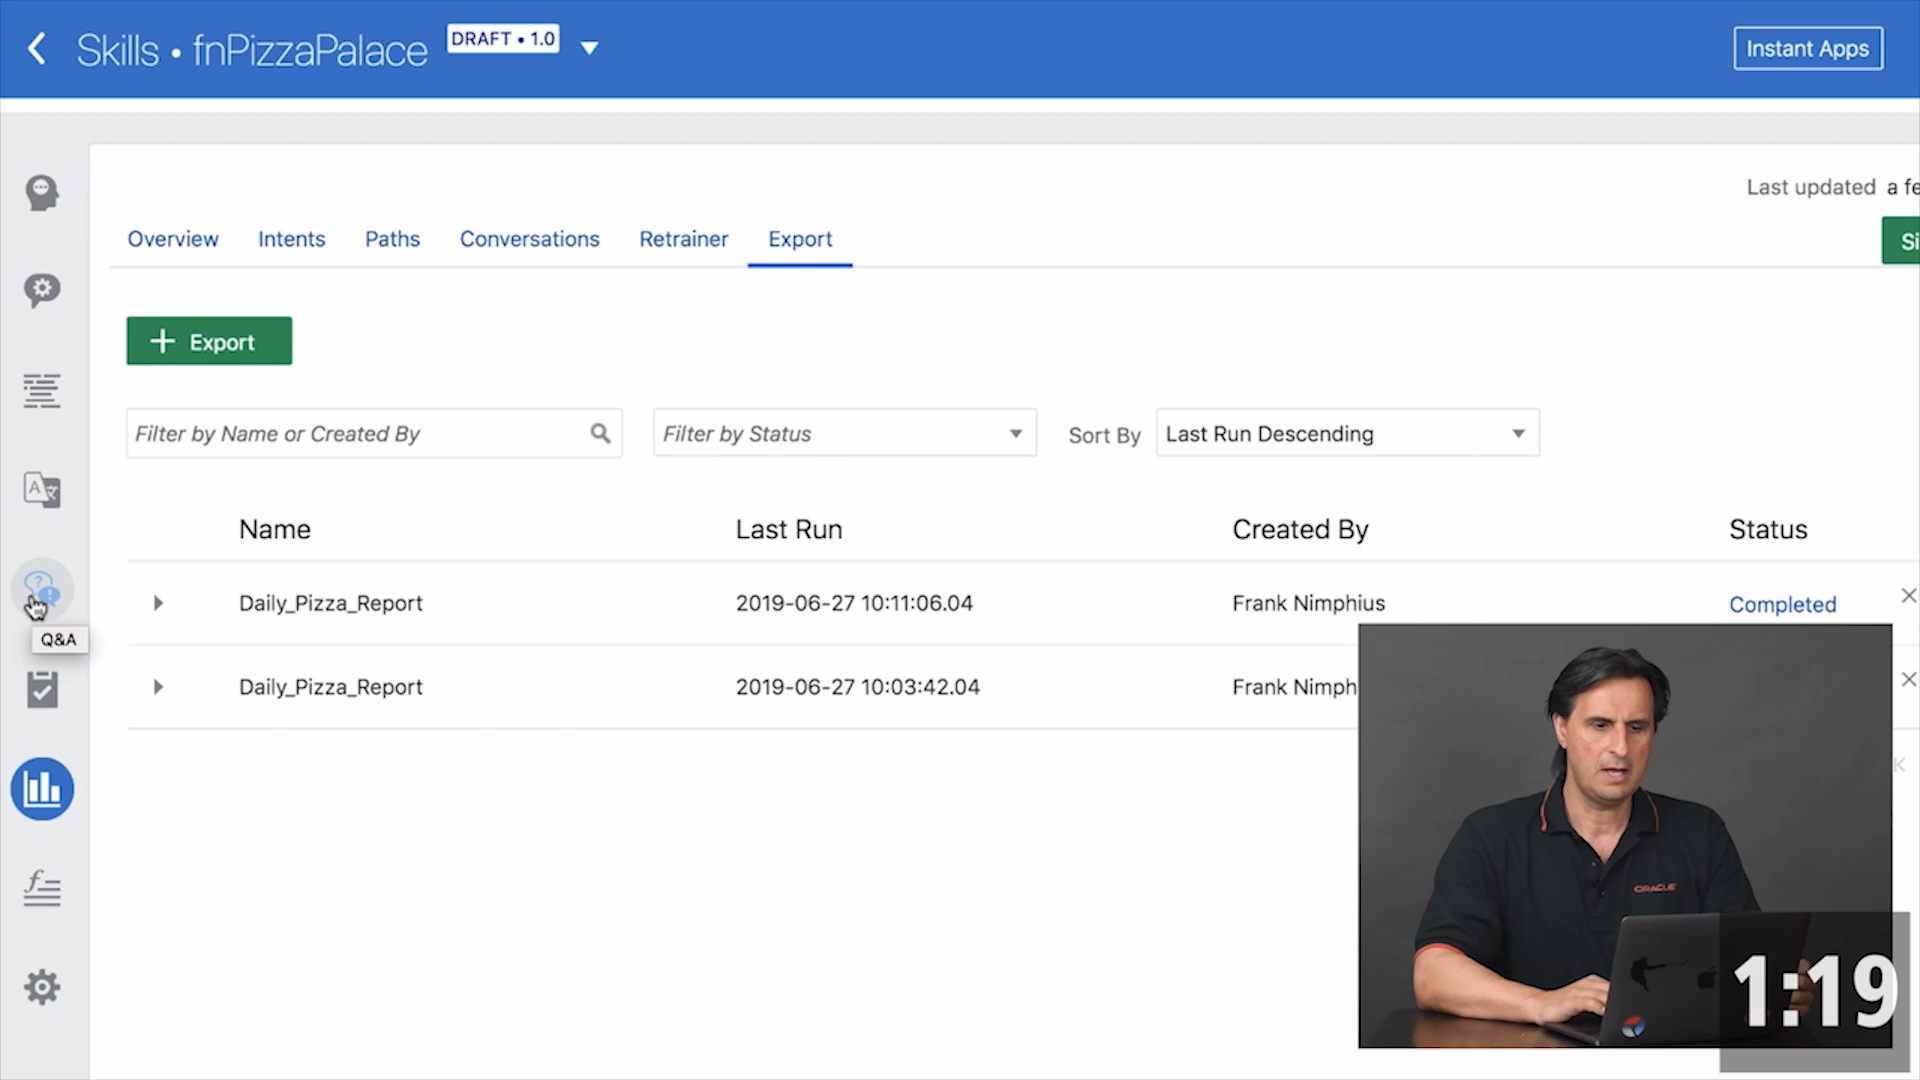 Skills • fnPizzaPalace DRAFT • 1.0
Instant Apps
Last updated a fe
Overview Intents Paths Conversations Retrainer Export
Si
+ Export
Filter by Name or Created By
Filter by Status
Sort By Last Run Descending
Name Last Run Created By Status
Daily_Pizza_Report 2019-06-27 10:11:06.04 Frank Nimphius Completed
Q&A
Daily_Pizza_Report 2019-06-27 10:03:42.04 Frank Nimph
ORACLE
1:19